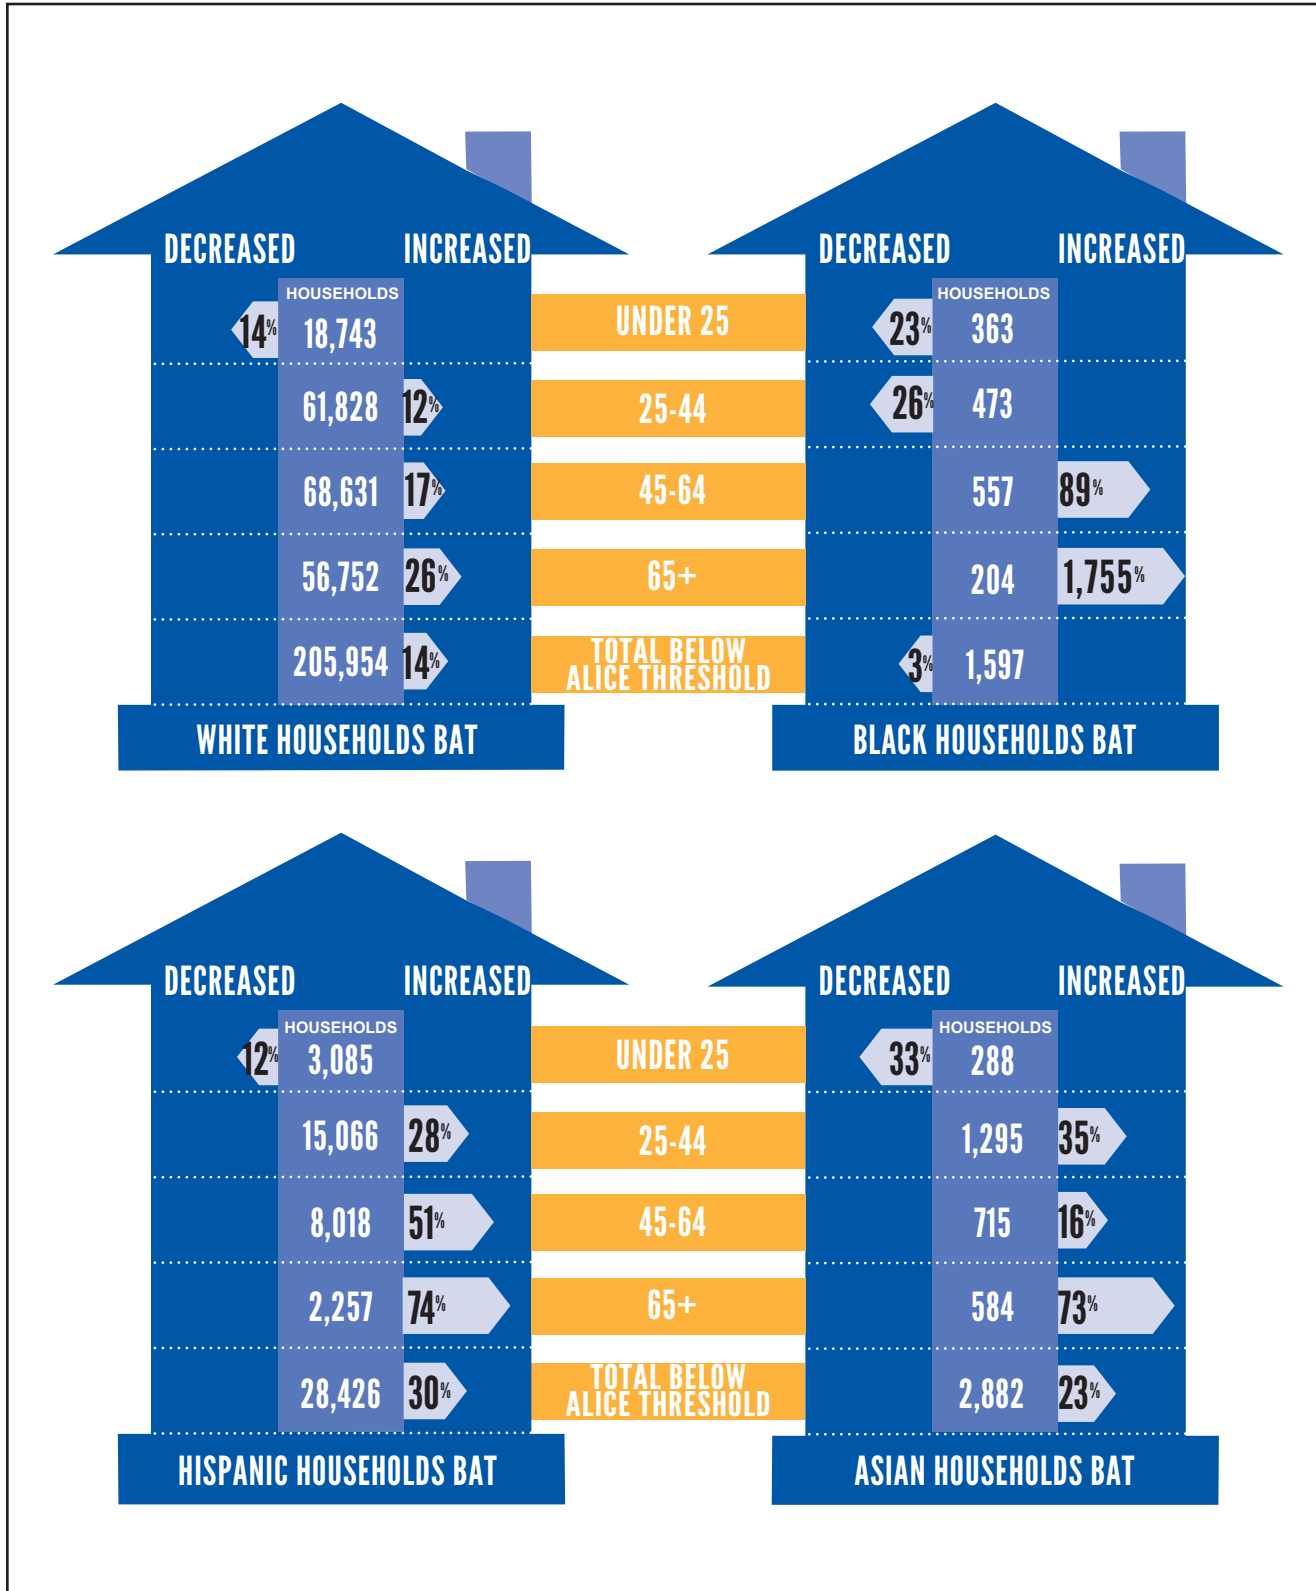 DECREASED INCREASED
HOUSEHOLDS
14% 18,743
61,828 12%
68,631 17%
56,752 26%
205,954 14%
WHITE HOUSEHOLDS BAT
UNDER 25
25-44
45-64
65+
TOTAL BELOW
ALICE THRESHOLD
DECREASED INCREASED
HOUSEHOLDS
23% 363
26% 473
557 89%
204 1,755%
3% 1,597
BLACK HOUSEHOLDS BAT
DECREASED INCREASED
HOUSEHOLDS
12% 3,085
15,066 28%
8,018 51%
2,257 74%
28,426 30%
HISPANIC HOUSEHOLDS BAT
UNDER 25
25-44
45-64
65+
TOTAL BELOW
ALICE THRESHOLD
DECREASED INCREASED
HOUSEHOLDS
33% 288
1,295 35%
715 16%
584 73%
2,882 23%
ASIAN HOUSEHOLDS BAT